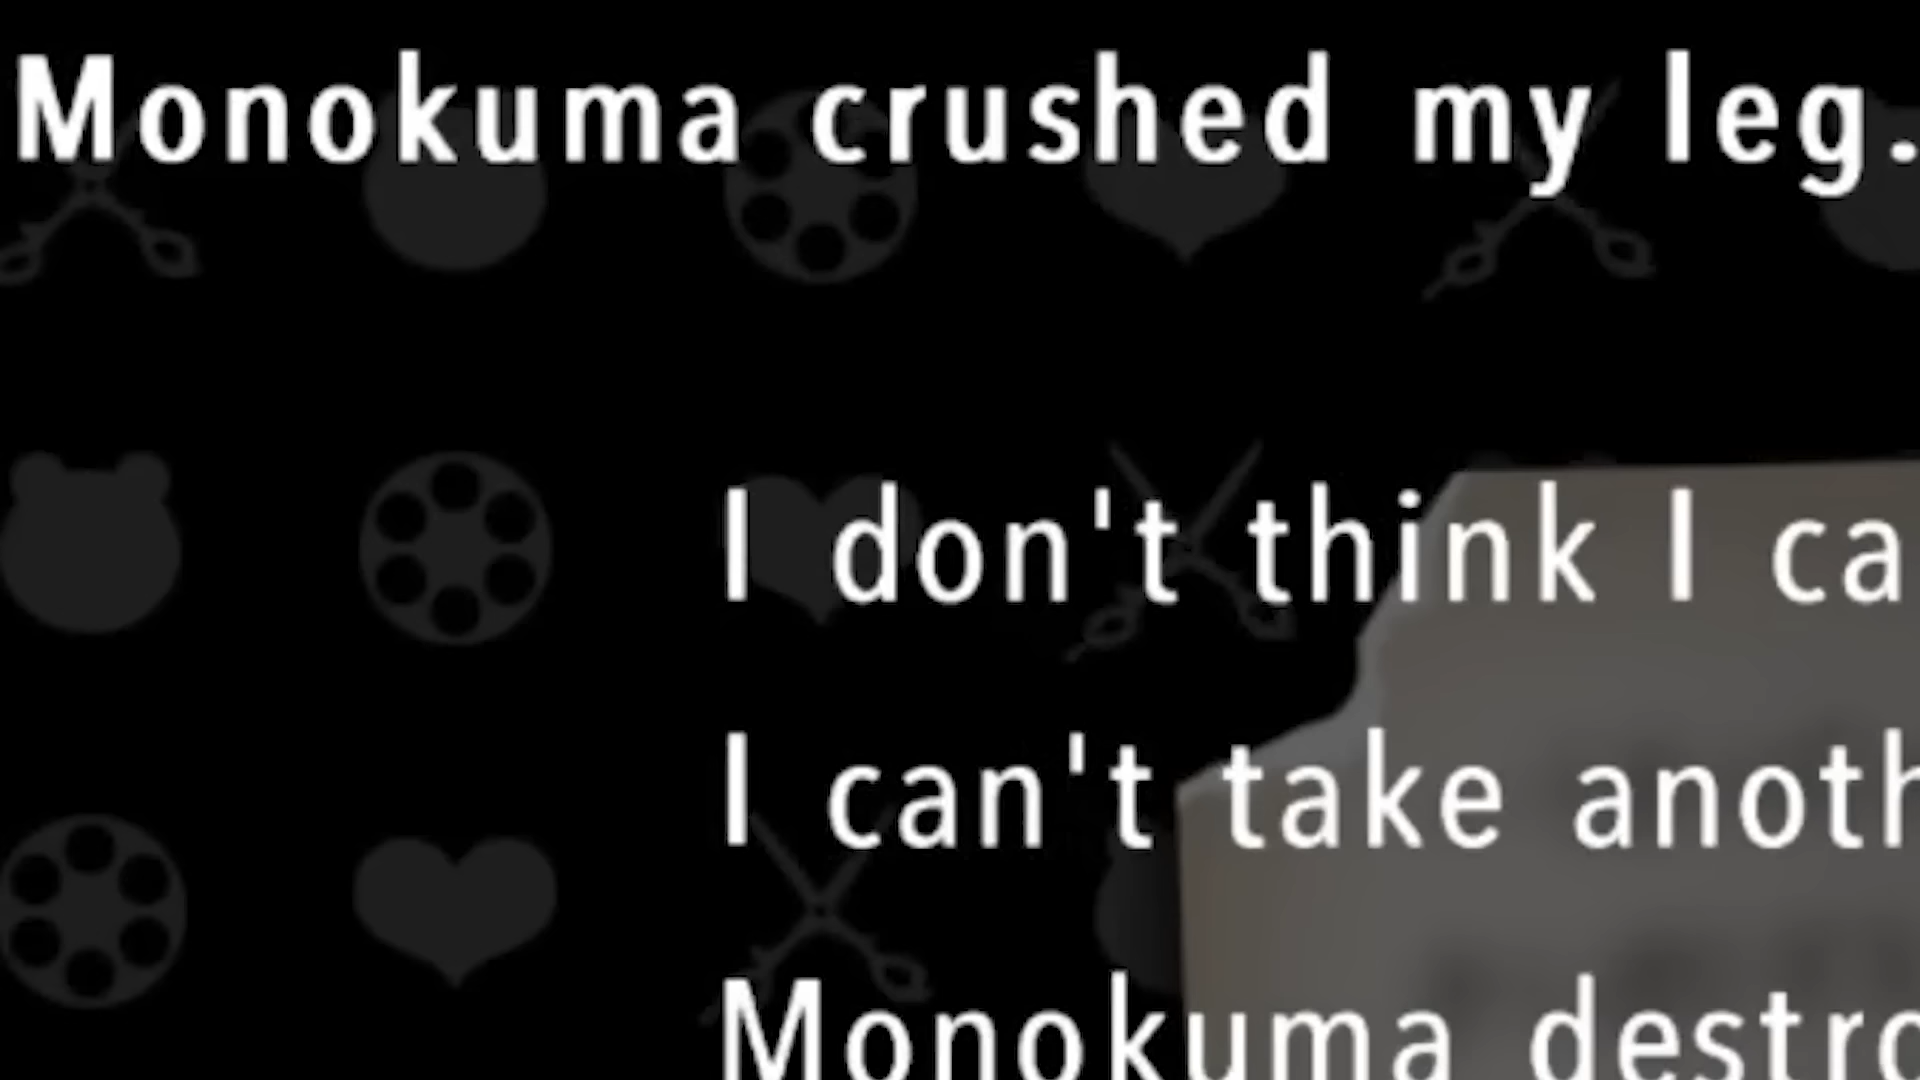 Monokuma crushed my leg.
I don't think I ca
I can't take anoth
Monokuma destro